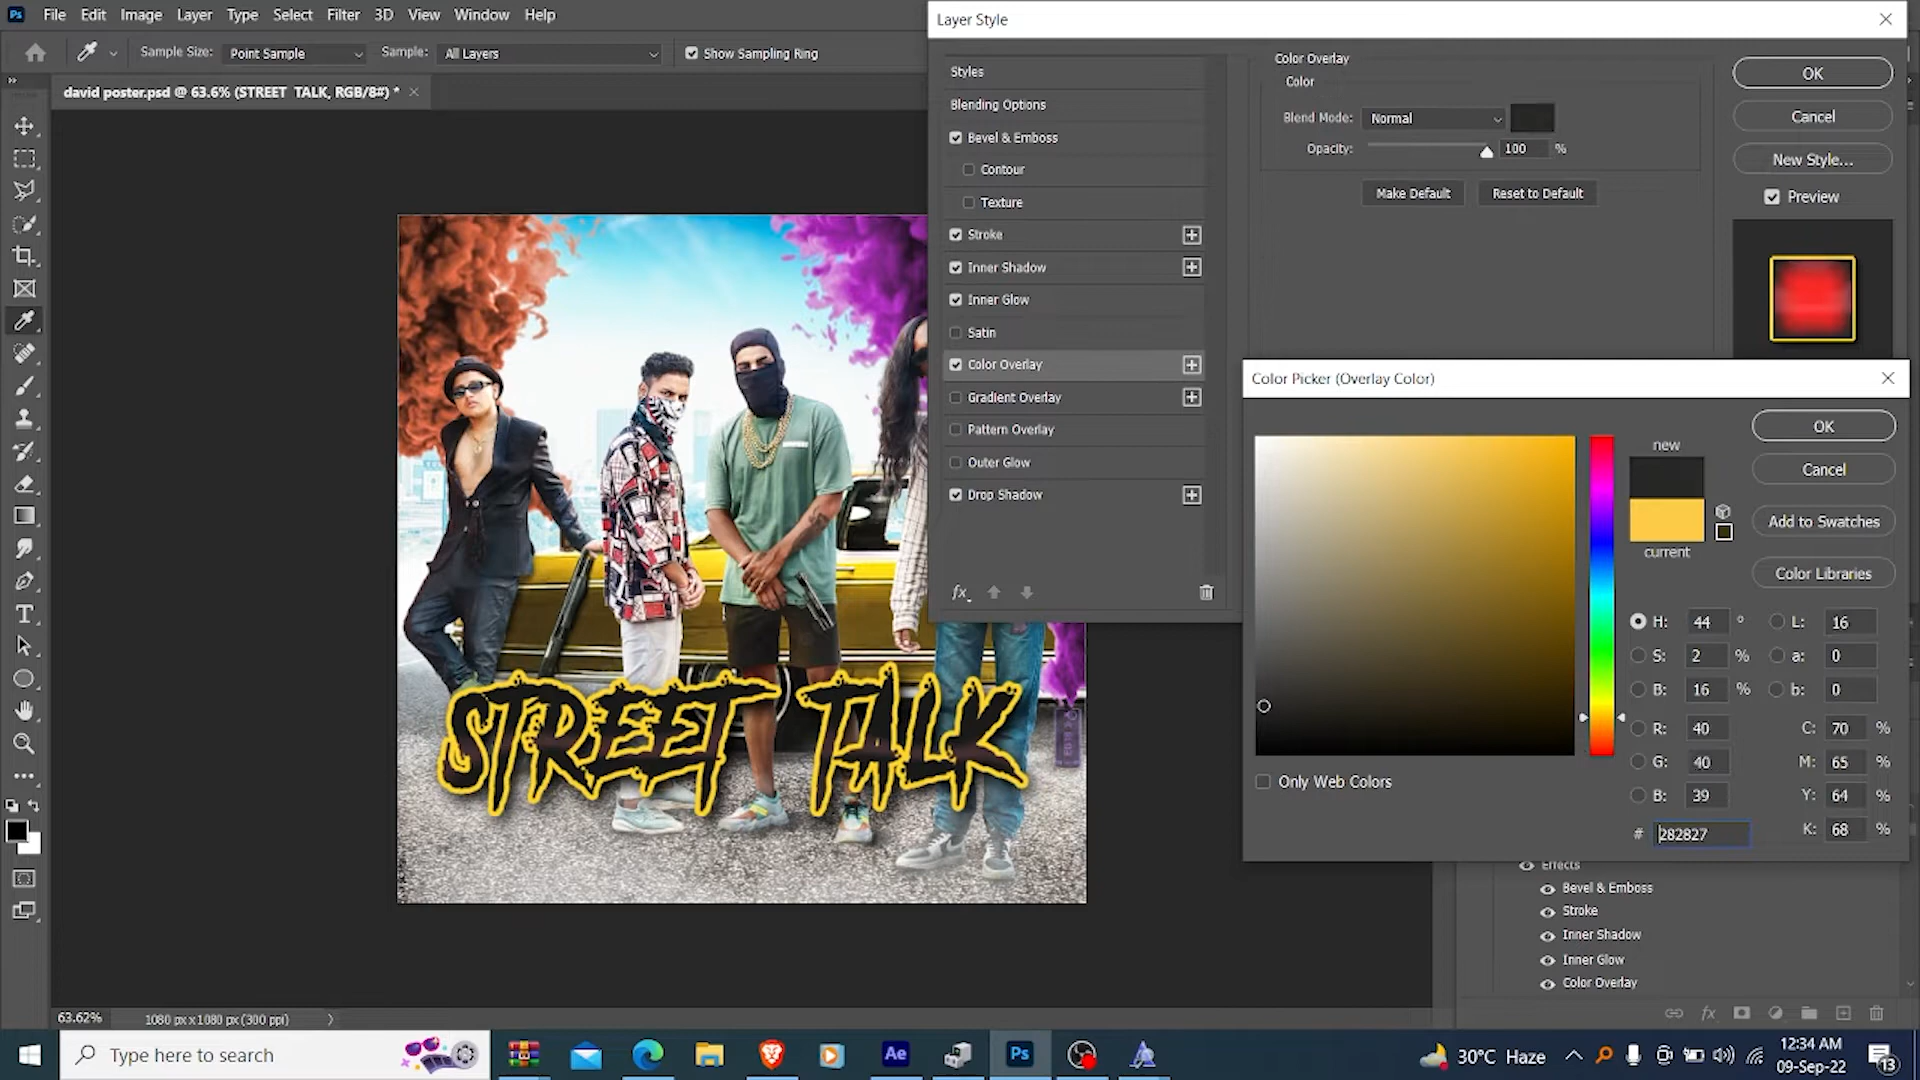 Ps File Edit Image Layer Type Select Filter 3D View Window Help
Sample Size: Point Sample Sample: All Layers Show Sampling Ring
david poster.psd @ 63.6% (STREET  TALK, RGB/8#) *
STREET TALK
63.62% 1080 px x 1080 px (300 ppi)
Layer Style
Styles
Blending Options
Bevel & Emboss
Contour
Texture
Stroke
Inner Shadow
Inner Glow
Satin
Color Overlay
Gradient Overlay
Pattern Overlay
Outer Glow
Drop Shadow
fx
Color Overlay
Color
Blend Mode: Normal
Opacity: 100 %
Make Default Reset to Default
OK
Cancel
New Style...
Preview
Color Picker (Overlay Color)
new
current
OK
Cancel
Add to Swatches
Color Libraries
H: 44 ° L: 16
S: 2 % a: 0
B: 16 % b: 0
R: 40 C: 70 %
G: 40 M: 65 %
B: 39 Y: 64 %
# 282827 K: 68 %
Only Web Colors
Effects
Bevel & Emboss
Stroke
Inner Shadow
Inner Glow
Color Overlay
fx
Type here to search
Ae
Ps
30°C Haze
12:34 AM
09-Sep-22
13